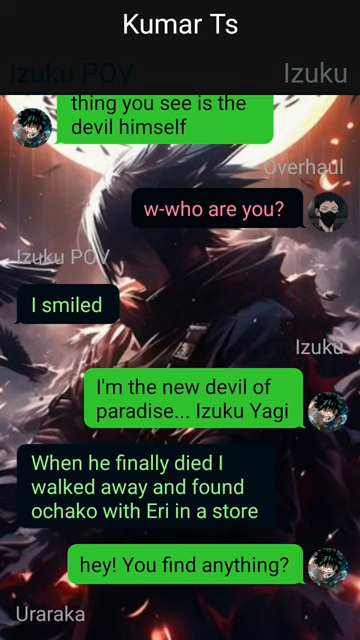 Kumar Ts
Izuku POV
Izuku
thing you see is the
devil himself
Overhaul
w-who are you?
Izuku POV
I smiled
Izuku
I'm the new devil of
paradise... Izuku Yagi
When he finally died I
walked away and found
ochako with Eri in a store
hey! You find anything?
Uraraka